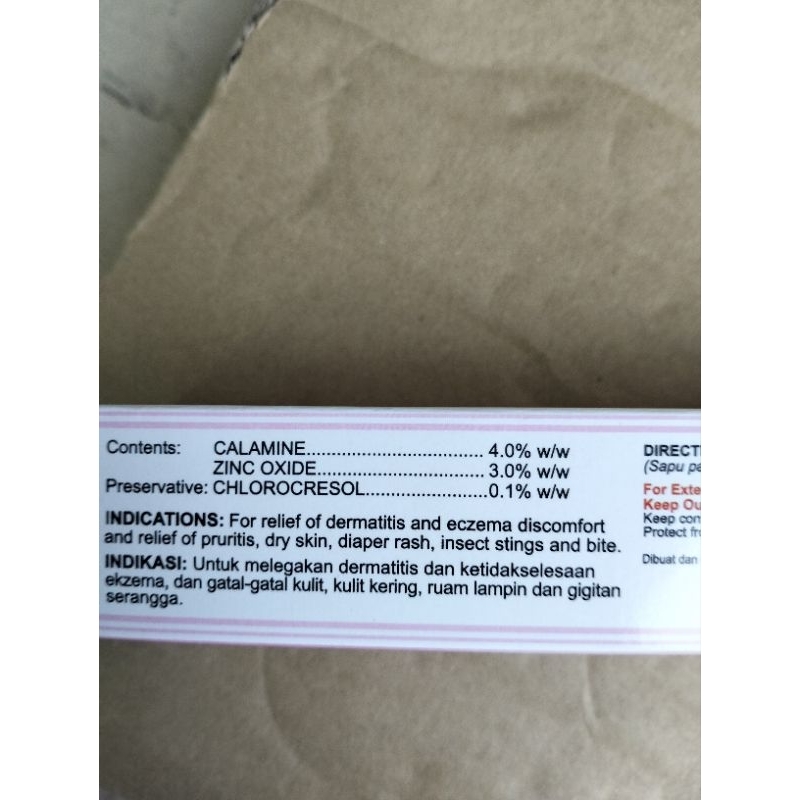 Contents: CALAMINE................................. 4.0% w/w
ZINC OXIDE............................... 3.0% w/w
Preservative: CHLOROCRESOL.......................0.1% w/w
INDICATIONS: For relief of dermatitis and eczema discomfort
and relief of pruritis, dry skin, diaper rash, insect stings and bite.
INDIKASI: Untuk melegakan dermatitis dan ketidakselesaan
ekzema, dan gatal-gatal kulit, kulit kering, ruam lampin dan gigitan
serangga.
DIRECTI
(Sapu pe
For Exte
Keep Ou
Keep con
Protect fr
Dibuat dan